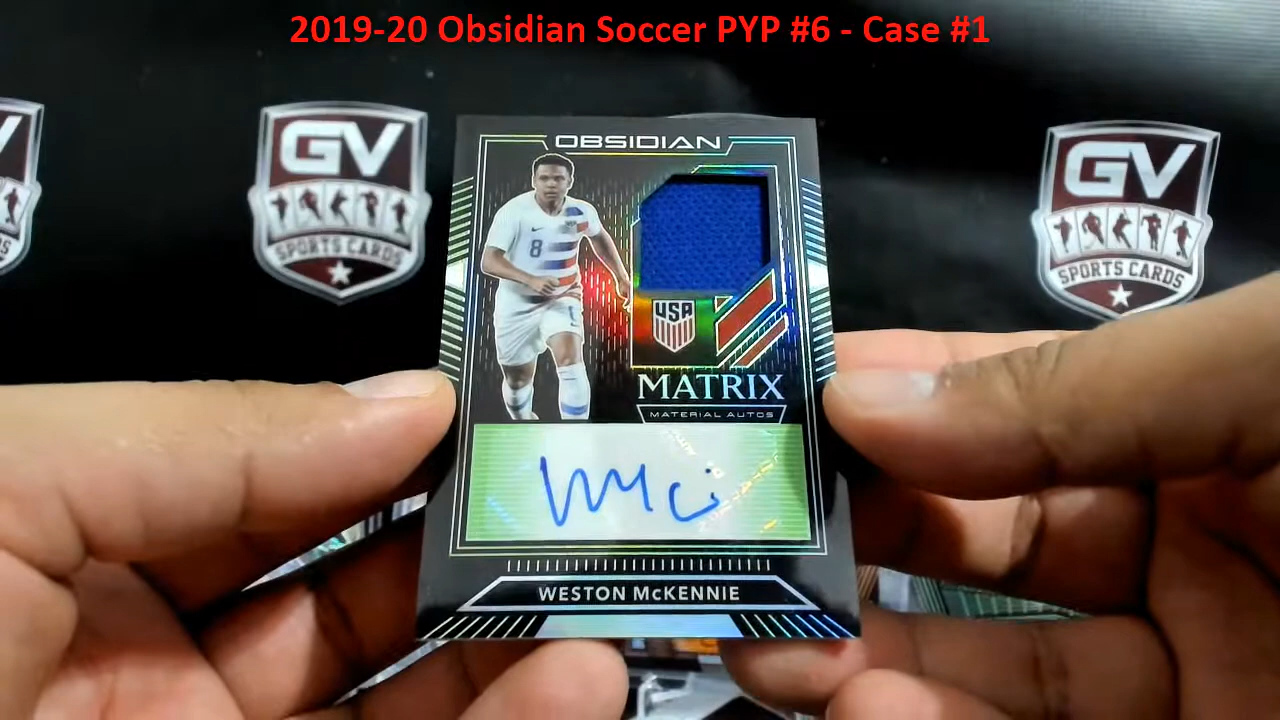 2019-20 Obsidian Soccer PYP #6 - Case #1
GV
SPORTS CARDS
GV
SPORTS CARDS
OBSIDIAN
8
USA
MATRIX
MATERIAL AUTOS
WESTON McKENNIE